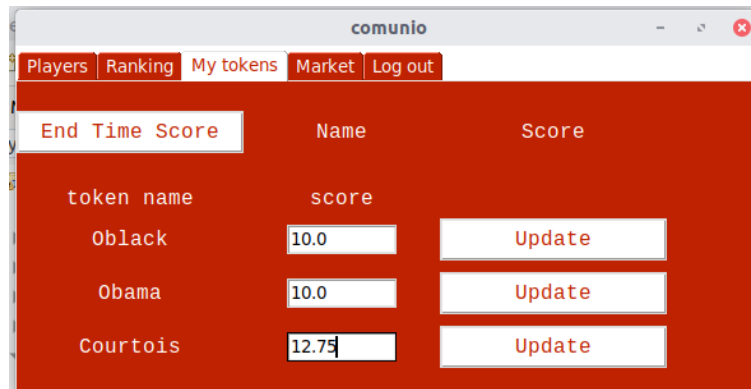 comunio
Players Ranking My tokens Market Log out
End Time Score Name Score
token name score
Oblack 10.0 Update
Obama 10.0 Update
Courtois 12.75 Update